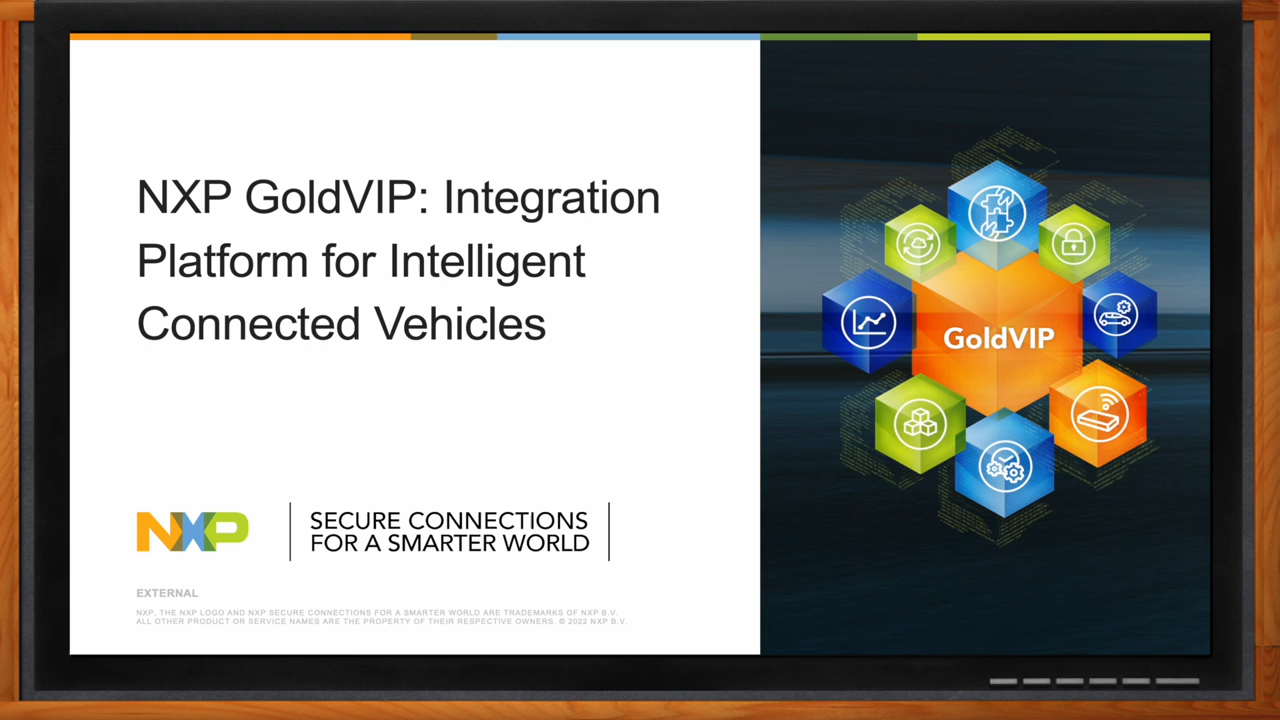 NXP GoldVIP: Integration
Platform for Intelligent
Connected Vehicles
GoldVIP
NXP
SECURE CONNECTIONS
FOR A SMARTER WORLD
EXTERNAL
NXP, THE NXP LOGO AND NXP SECURE CONNECTIONS FOR A SMARTER WORLD ARE TRADEMARKS OF NXP B.V.
ALL OTHER PRODUCT OR SERVICE NAMES ARE THE PROPERTY OF THEIR RESPECTIVE OWNERS. © 2022 NXP B.V.